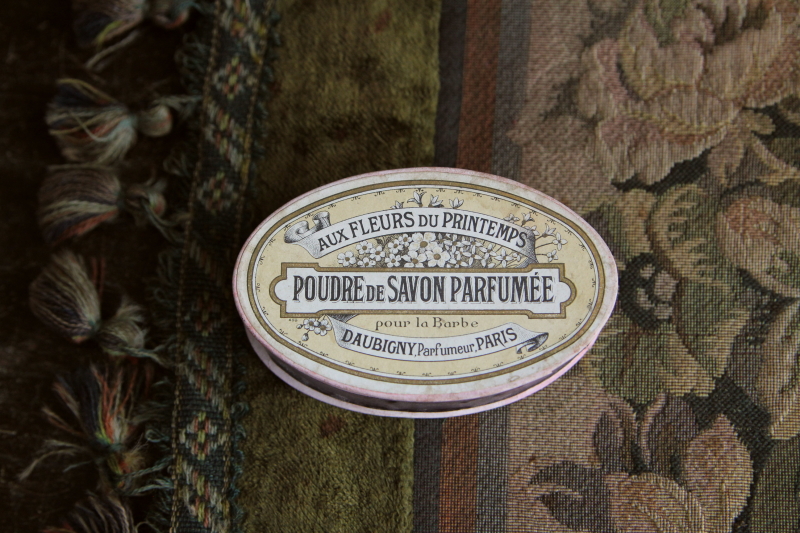 AUX FLEURS DU PRINTEMPS
POUDRE DE SAVON PARFUMÉE
pour la Barbe
DAUBIGNY, Parfumeur, PARIS